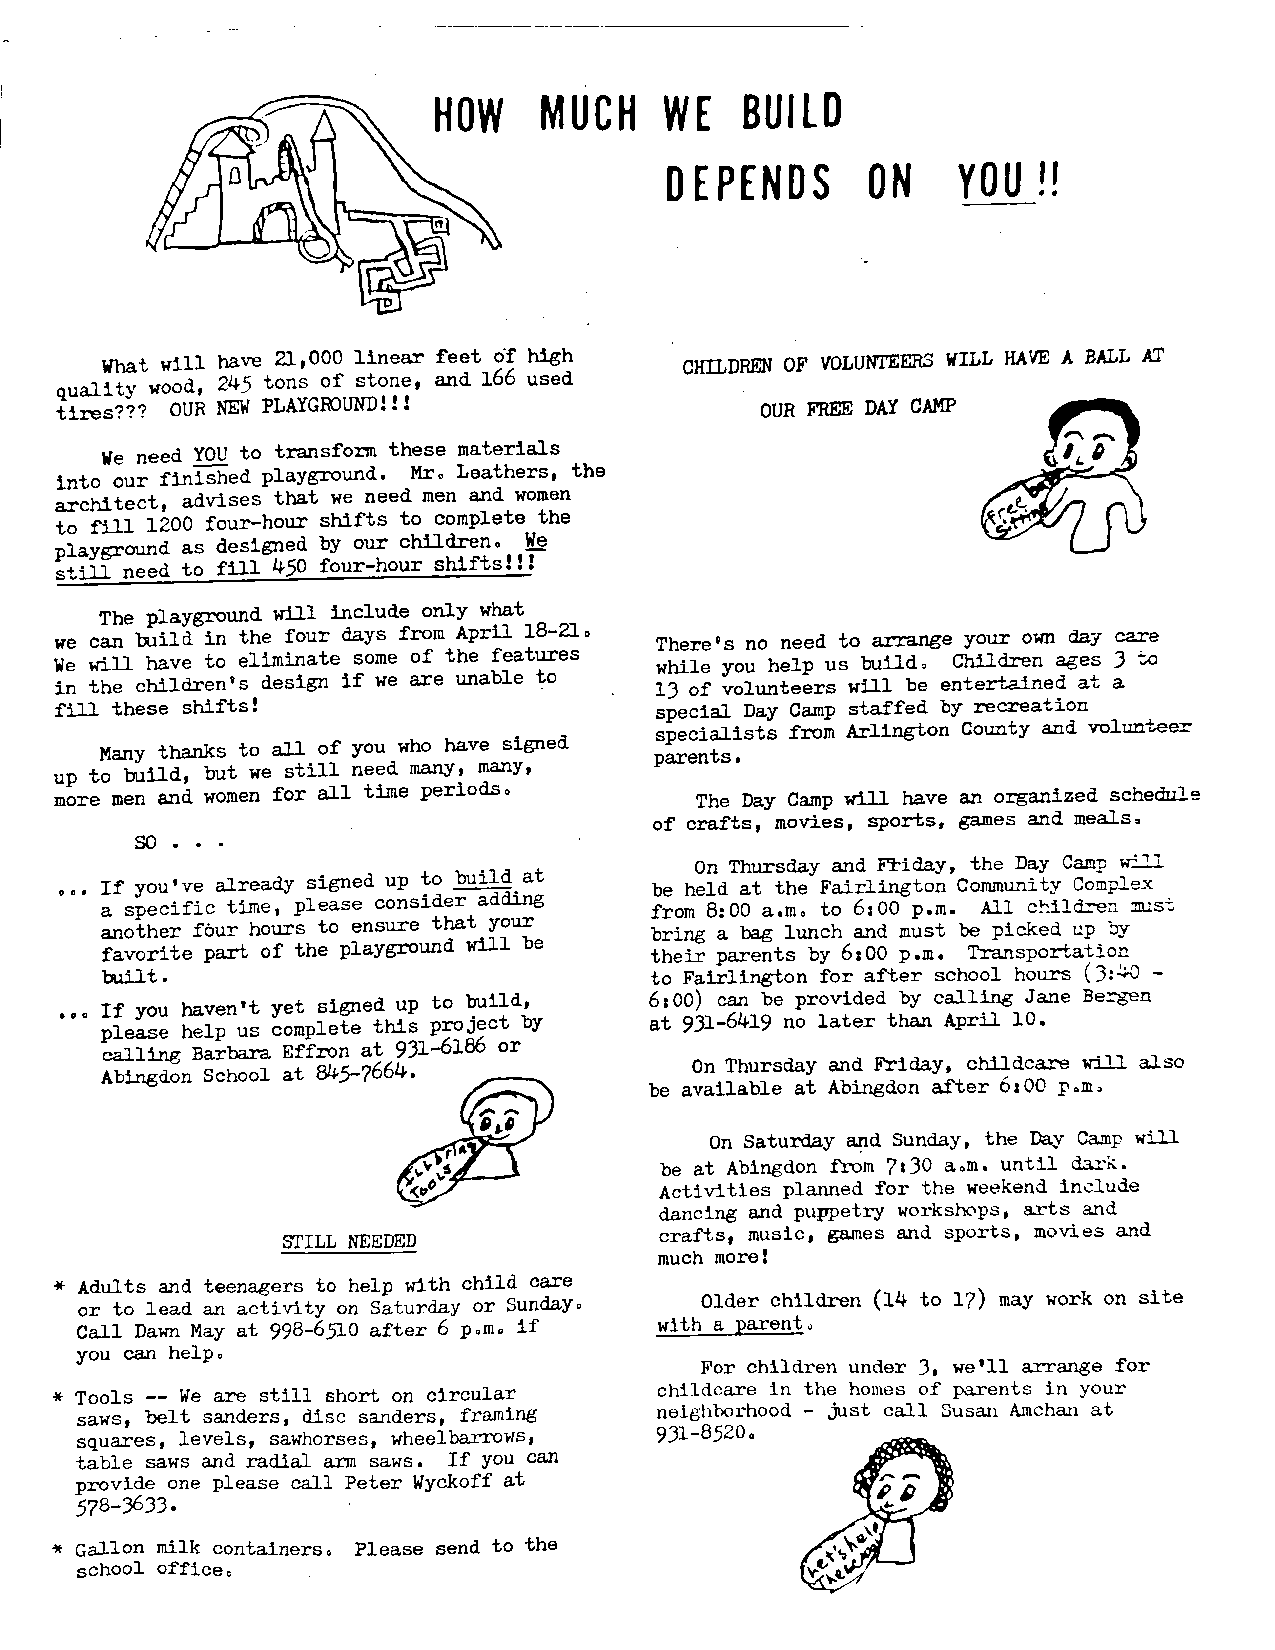 HOW MUCH WE BUILD
DEPENDS ON YOU!!
What will have 21,000 linear feet of high
quality wood, 245 tons of stone, and 166 used
tires??? OUR NEW PLAYGROUND!!!
We need YOU to transform these materials
into our finished playground. Mr. Leathers, the
architect, advises that we need men and women
to fill 1200 four-hour shifts to complete the
playground as designed by our children. We
still need to fill 450 four-hour shifts!!!
The playground will include only what
we can build in the four days from April 18-21.
We will have to eliminate some of the features
in the children's design if we are unable to
fill these shifts!
Many thanks to all of you who have signed
up to build, but we still need many, many,
more men and women for all time periods.
SO . . .
... If you've already signed up to build at
a specific time, please consider adding
another four hours to ensure that your
favorite part of the playground will be
built.
... If you haven't yet signed up to build,
please help us complete this project by
calling Barbara Effron at 931-6186 or
Abingdon School at 845-7664.
I'll bring
TOOLS
STILL NEEDED
* Adults and teenagers to help with child care
or to lead an activity on Saturday or Sunday.
Call Dawn May at 998-6510 after 6 p.m. if
you can help.
* Tools -- We are still short on circular
saws, belt sanders, disc sanders, framing
squares, levels, sawhorses, wheelbarrows,
table saws and radial arm saws. If you can
provide one please call Peter Wyckoff at
578-3633.
* Gallon milk containers. Please send to the
school office.
CHILDREN OF VOLUNTEERS WILL HAVE A BALL AT
OUR FREE DAY CAMP
free
sitting
There's no need to arrange your own day care
while you help us build. Children ages 3 to
13 of volunteers will be entertained at a
special Day Camp staffed by recreation
specialists from Arlington County and volunteer
parents.
The Day Camp will have an organized schedule
of crafts, movies, sports, games and meals.
On Thursday and Friday, the Day Camp will
be held at the Fairlington Community Complex
from 8:00 a.m. to 6:00 p.m. All children must
bring a bag lunch and must be picked up by
their parents by 6:00 p.m. Transportation
to Fairlington for after school hours (3:40 -
6:00) can be provided by calling Jane Bergen
at 931-6419 no later than April 10.
On Thursday and Friday, childcare will also
be available at Abingdon after 6:00 p.m.
On Saturday and Sunday, the Day Camp will
be at Abingdon from 7:30 a.m. until dark.
Activities planned for the weekend include
dancing and puppetry workshops, arts and
crafts, music, games and sports, movies and
much more!
Older children (14 to 17) may work on site
with a parent.
For children under 3, we'll arrange for
childcare in the homes of parents in your
neighborhood - just call Susan Amchan at
931-8520.
Let's help